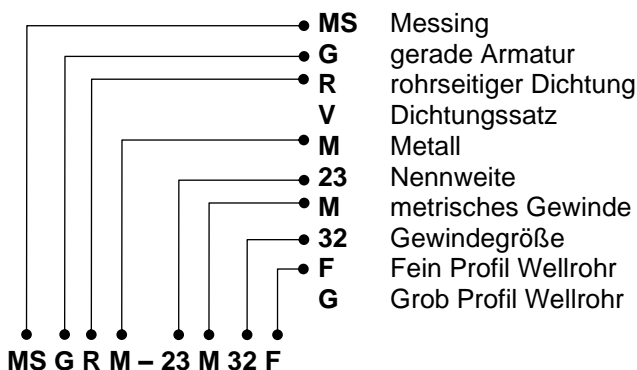 MS Messing
G gerade Armatur
R rohrseitiger Dichtung
V Dichtungssatz
M Metall
23 Nennweite
M metrisches Gewinde
32 Gewindegröße
F Fein Profil Wellrohr
G Grob Profil Wellrohr
MS G R M – 23 M 32 F